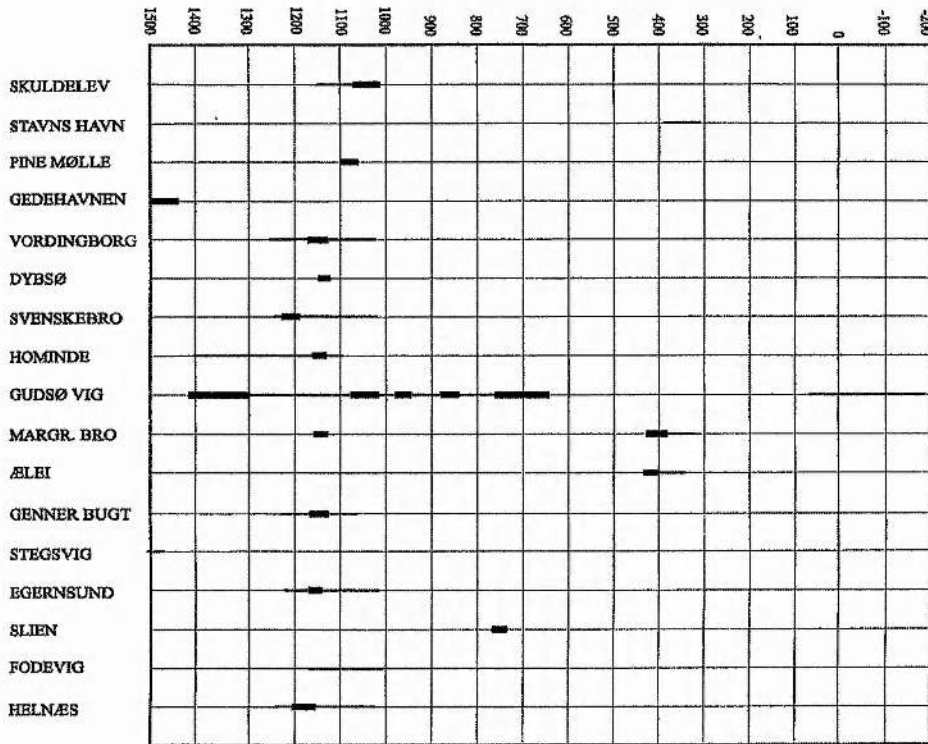 1500 1400 1300 1200 1100 1000 900 800 700 600 500 400 300 200 100 0 -100 -200
SKULDELEV
STAVNS HAVN
PINE MØLLE
GEDEHAVNEN
VORDINGBORG
DYBSØ
SVENSKEBRO
HOMINDE
GUDSØ VIG
MARGR. BRO
ÆLEI
GENNER BUGT
STEGSVIG
EGERNSUND
SLIEN
FODEVIG
HELNÆS